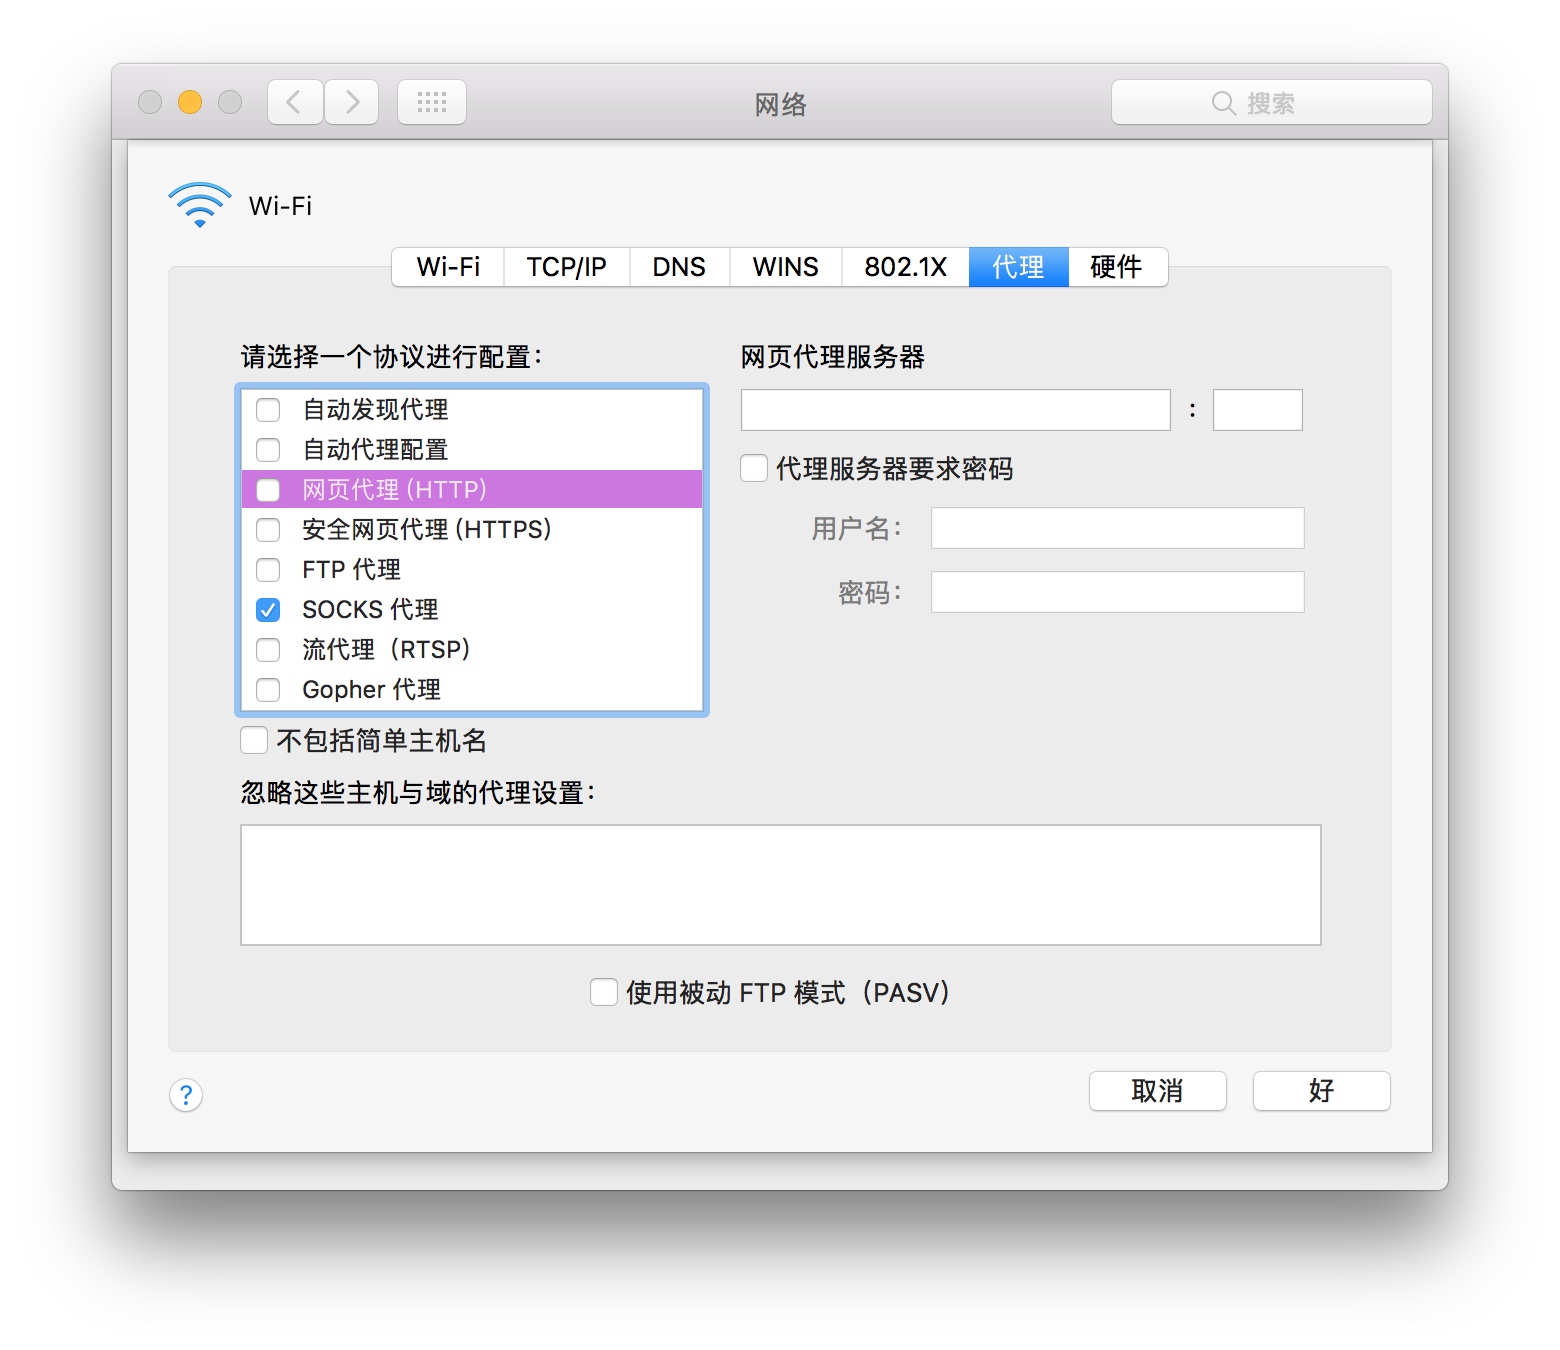 网络
搜索
Wi-Fi
Wi-Fi TCP/IP DNS WINS 802.1X 代理 硬件
请选择一个协议进行配置：
自动发现代理
自动代理配置
网页代理 (HTTP)
安全网页代理 (HTTPS)
FTP 代理
SOCKS 代理
流代理（RTSP）
Gopher 代理
网页代理服务器
:
代理服务器要求密码
用户名：
密码：
不包括简单主机名
忽略这些主机与域的代理设置：
使用被动 FTP 模式（PASV）
?
取消
好